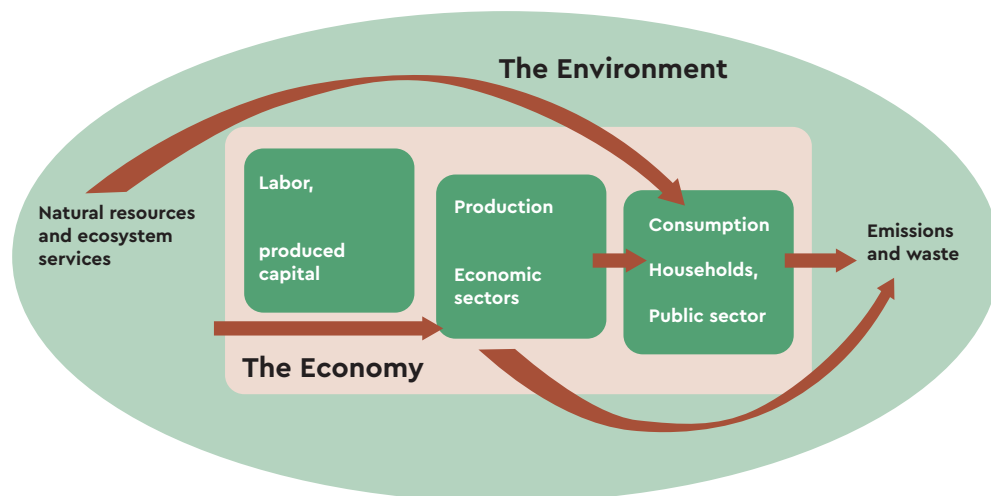 The Environment
Natural resources
and ecosystem
services
Labor,
produced
capital
Production
Economic
sectors
Consumption
Households,
Public sector
Emissions
and waste
The Economy